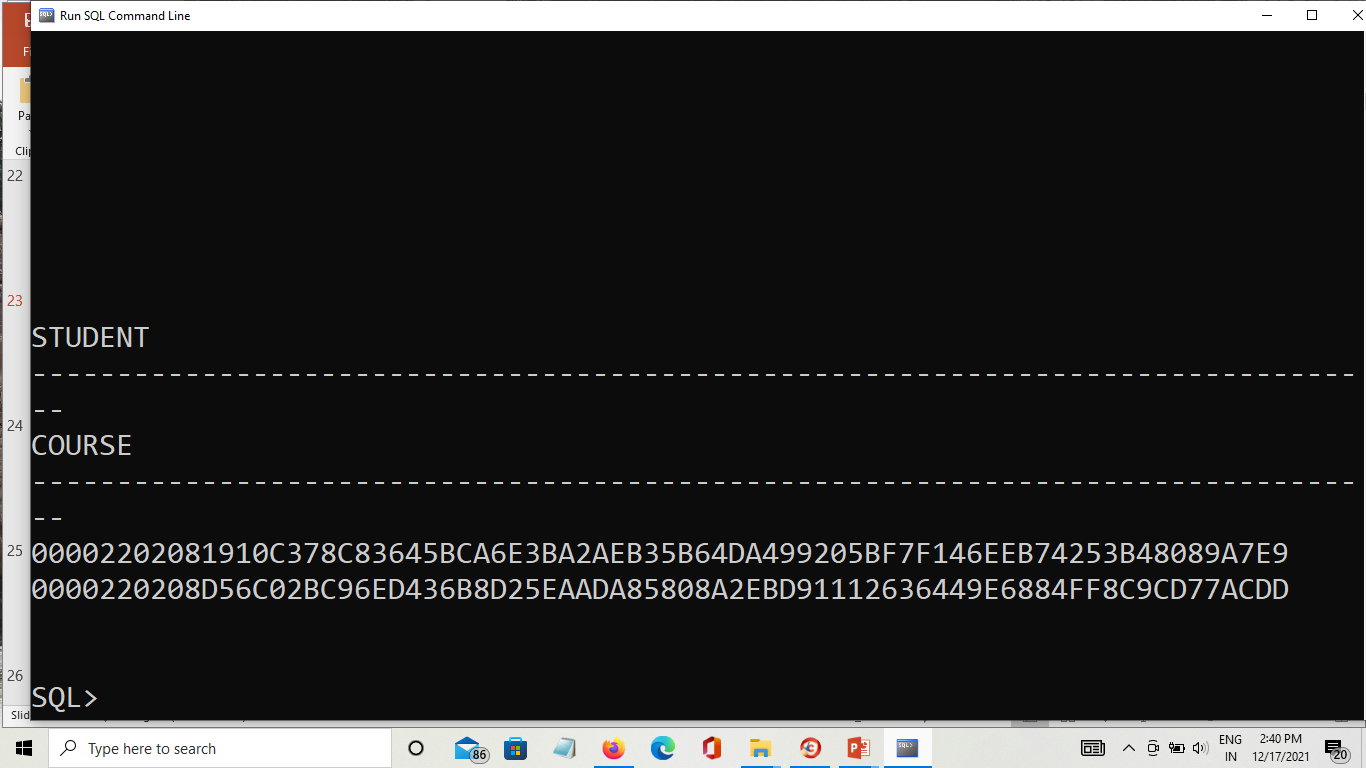 Run SQL Command Line
22
23
STUDENT
--------------------------------------------------------------------------------
--
24
COURSE
--------------------------------------------------------------------------------
--
25
00002202081910C378C83645BCA6E3BA2AEB35B64DA499205BF7F146EEB74253B48089A7E9
0000220208D56C02BC96ED436B8D25EAADA85808A2EBD91112636449E6884FF8C9CD77ACDD
26
SQL>
Type here to search
86
ENG
IN
2:40 PM
12/17/2021
20